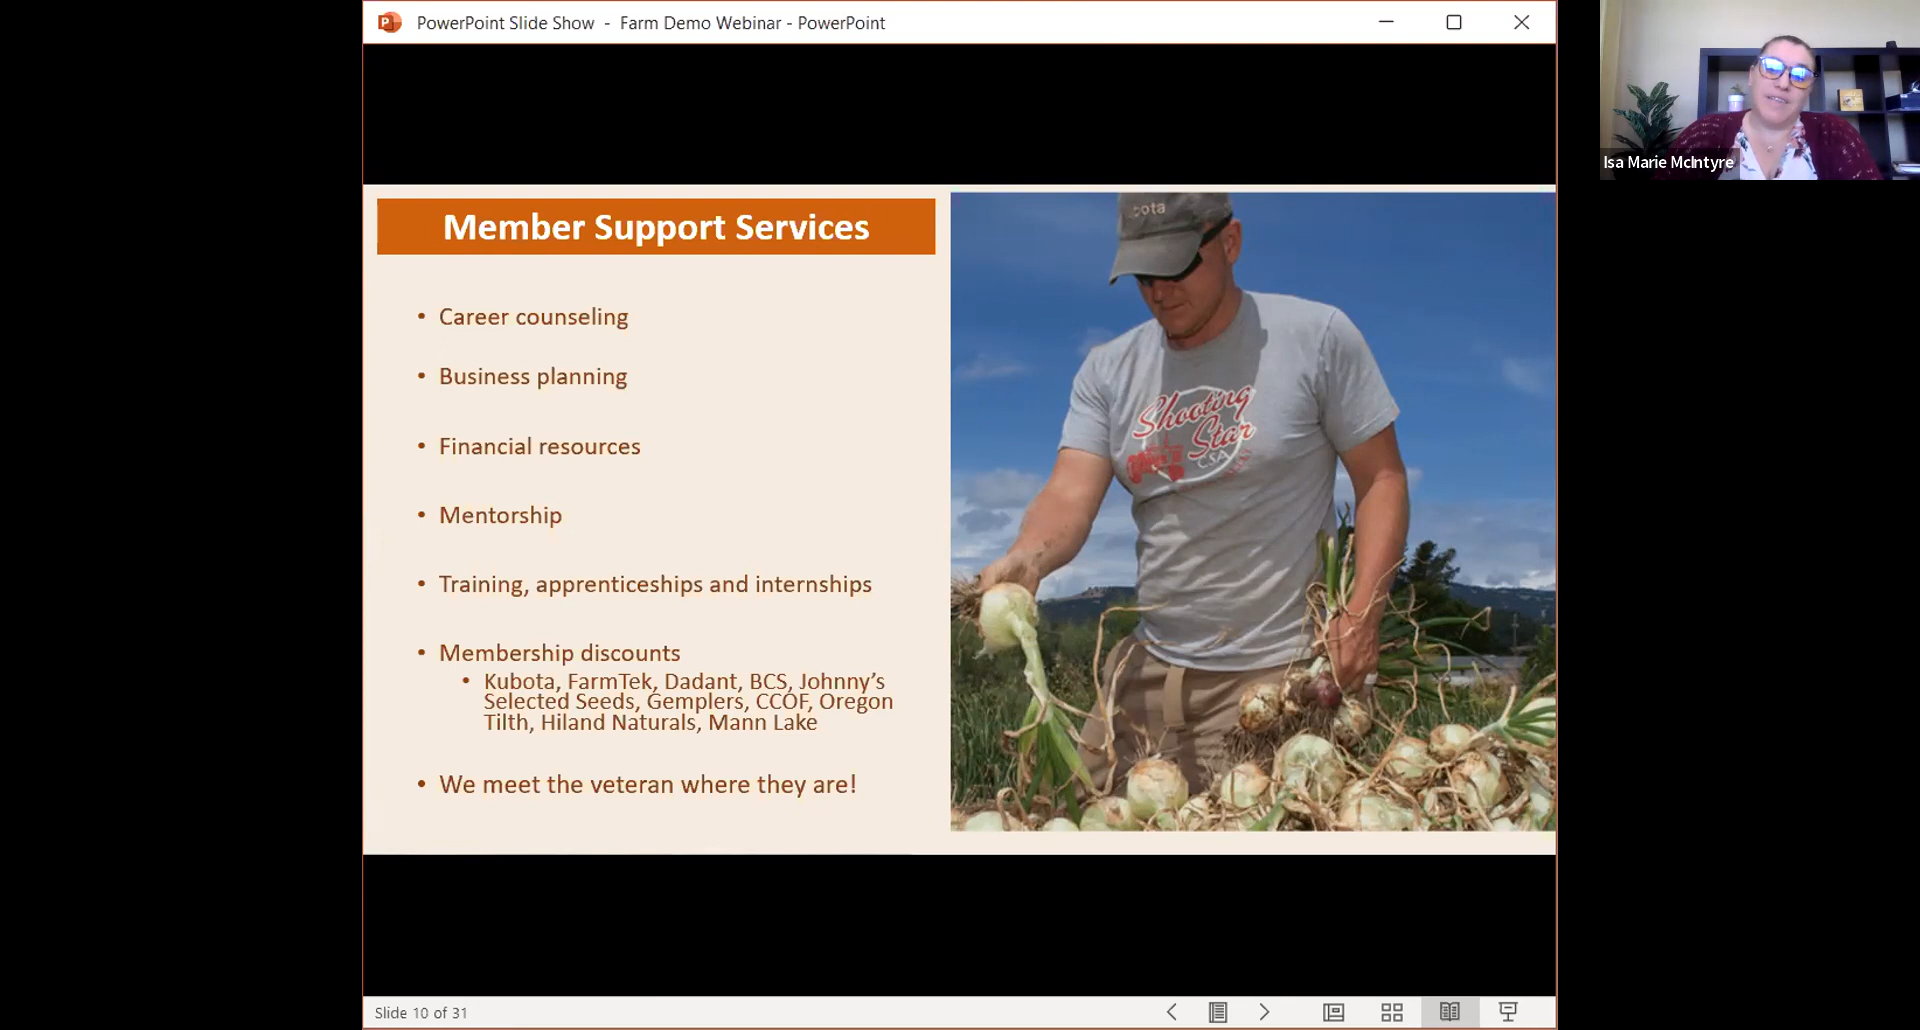 PowerPoint Slide Show - Farm Demo Webinar - PowerPoint
Isa Marie McIntyre
Member Support Services
• Career counseling
• Business planning
• Financial resources
• Mentorship
• Training, apprenticeships and internships
• Membership discounts
• Kubota, FarmTek, Dadant, BCS, Johnny’s
Selected Seeds, Gemplers, CCOF, Oregon
Tilth, Hiland Naturals, Mann Lake
• We meet the veteran where they are!
Shooting
Star
CSA
Slide 10 of 31